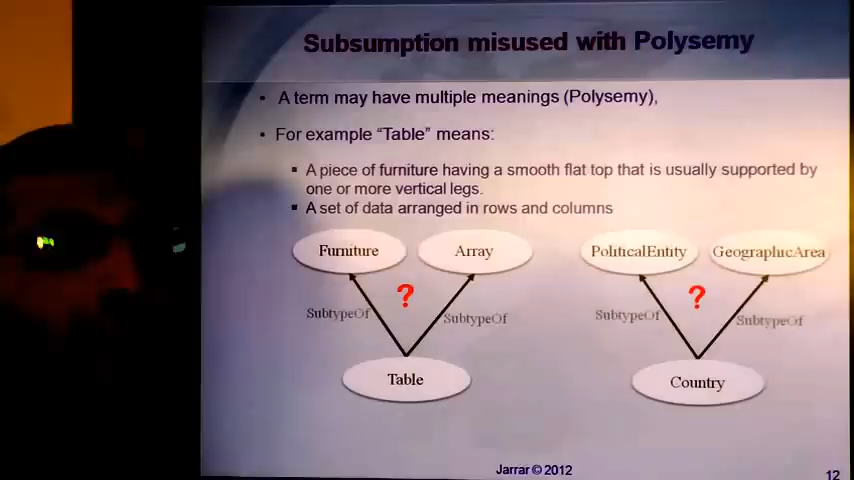 Subsumption misused with Polysemy
• A term may have multiple meanings (Polysemy),
• For example “Table” means:
▪ A piece of furniture having a smooth flat top that is usually supported by
one or more vertical legs.
▪ A set of data arranged in rows and columns
Furniture Array PoliticalEntity GeographicArea
? ?
SubtypeOf SubtypeOf SubtypeOf SubtypeOf
Table Country
Jarrar © 2012 12